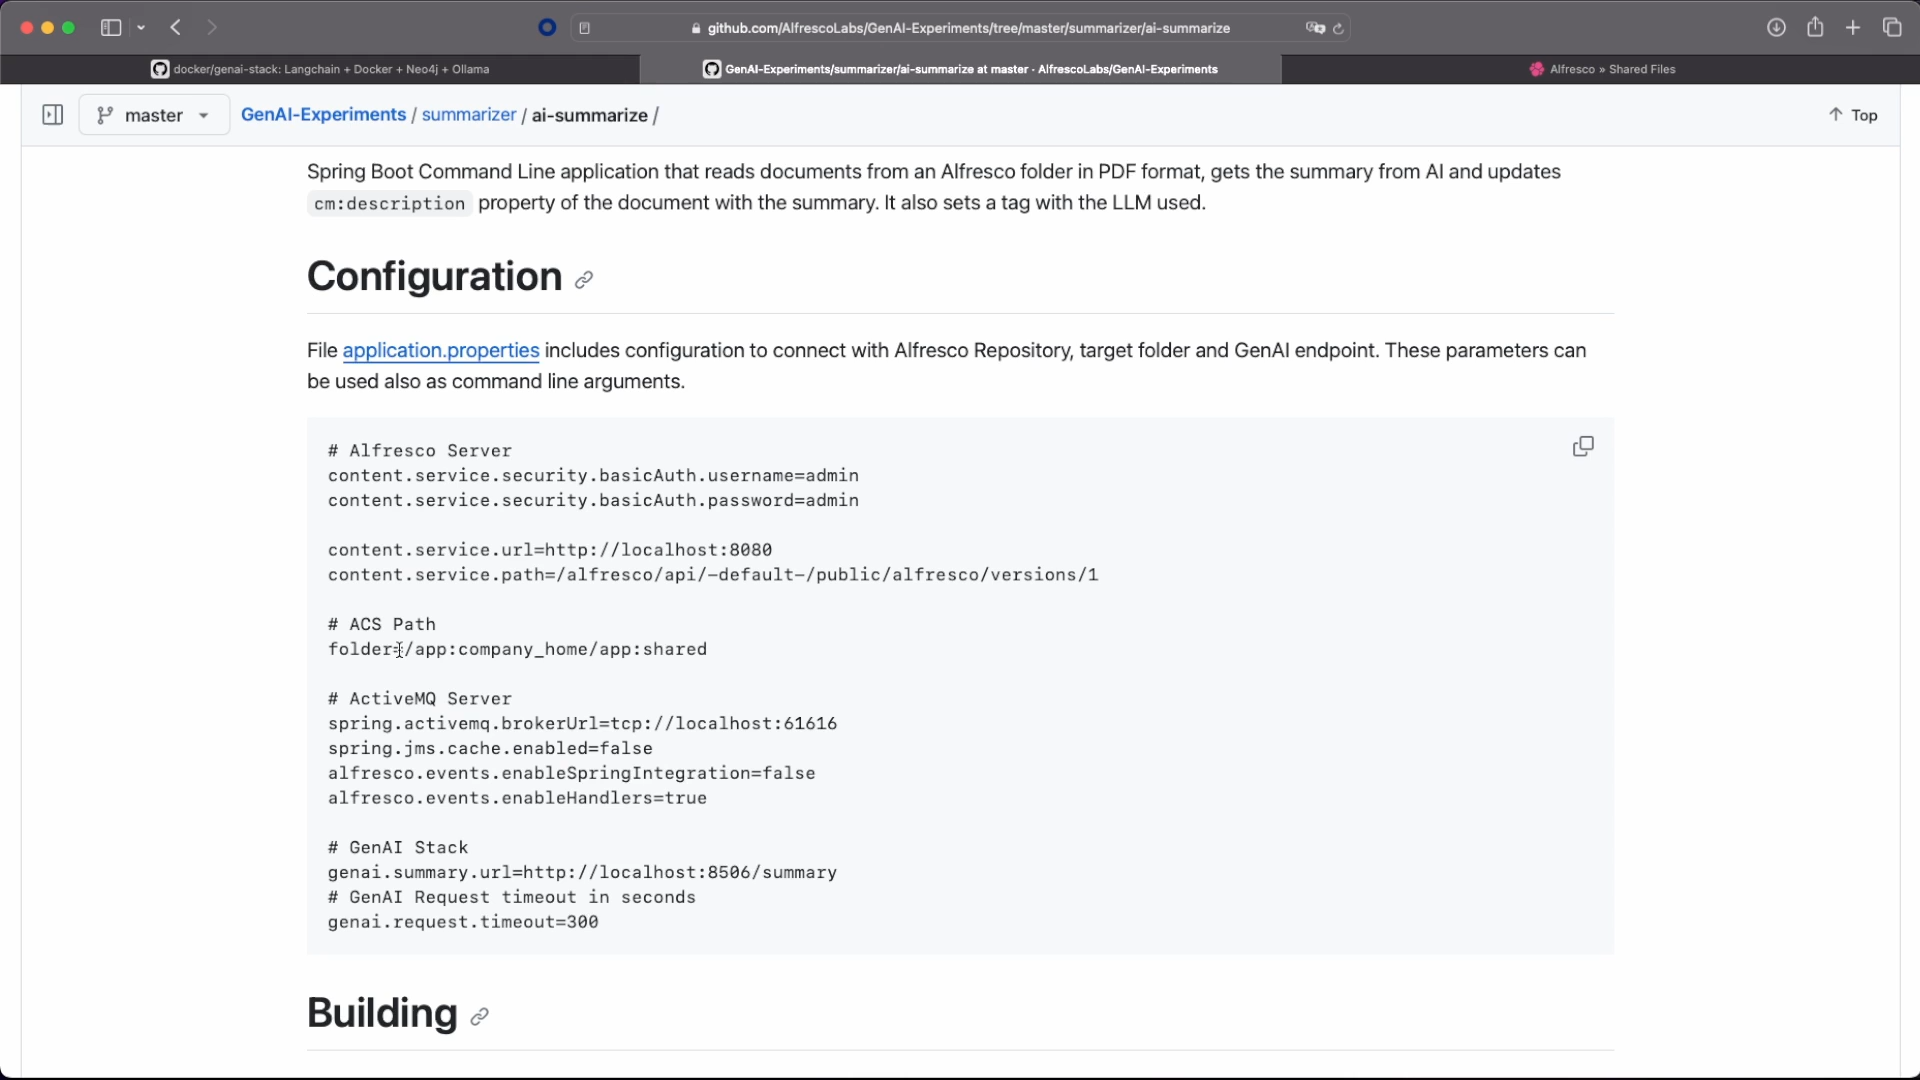 github.com/AlfrescoLabs/GenAI-Experiments/tree/master/summarizer/ai-summarize
docker/genai-stack: Langchain + Docker + Neo4j + Ollama
GenAI-Experiments/summarizer/ai-summarize at master · AlfrescoLabs/GenAI-Experiments
Alfresco » Shared Files
master
GenAI-Experiments / summarizer / ai-summarize /
Top
Spring Boot Command Line application that reads documents from an Alfresco folder in PDF format, gets the summary from AI and updates
cm:description property of the document with the summary. It also sets a tag with the LLM used.
Configuration
File application.properties includes configuration to connect with Alfresco Repository, target folder and GenAI endpoint. These parameters can
be used also as command line arguments.
# Alfresco Server
content.service.security.basicAuth.username=admin
content.service.security.basicAuth.password=admin
content.service.url=http://localhost:8080
content.service.path=/alfresco/api/-default-/public/alfresco/versions/1
# ACS Path
folder=/app:company_home/app:shared
# ActiveMQ Server
spring.activemq.brokerUrl=tcp://localhost:61616
spring.jms.cache.enabled=false
alfresco.events.enableSpringIntegration=false
alfresco.events.enableHandlers=true
# GenAI Stack
genai.summary.url=http://localhost:8506/summary
# GenAI Request timeout in seconds
genai.request.timeout=300
Building